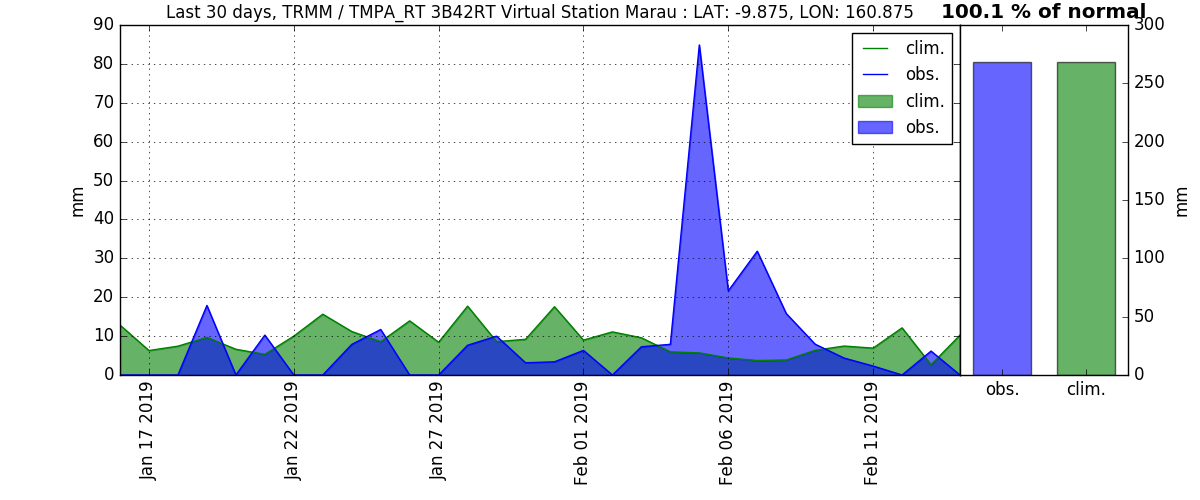 Last 30 days, TRMM / TMPA_RT 3B42RT Virtual Station Marau : LAT: -9.875, LON: 160.875
100.1 % of normal
90
80
70
60
50
40
30
20
10
0
mm
clim.
obs.
clim.
obs.
300
250
200
150
100
50
0
mm
obs.
clim.
Jan 17 2019
Jan 22 2019
Jan 27 2019
Feb 01 2019
Feb 06 2019
Feb 11 2019